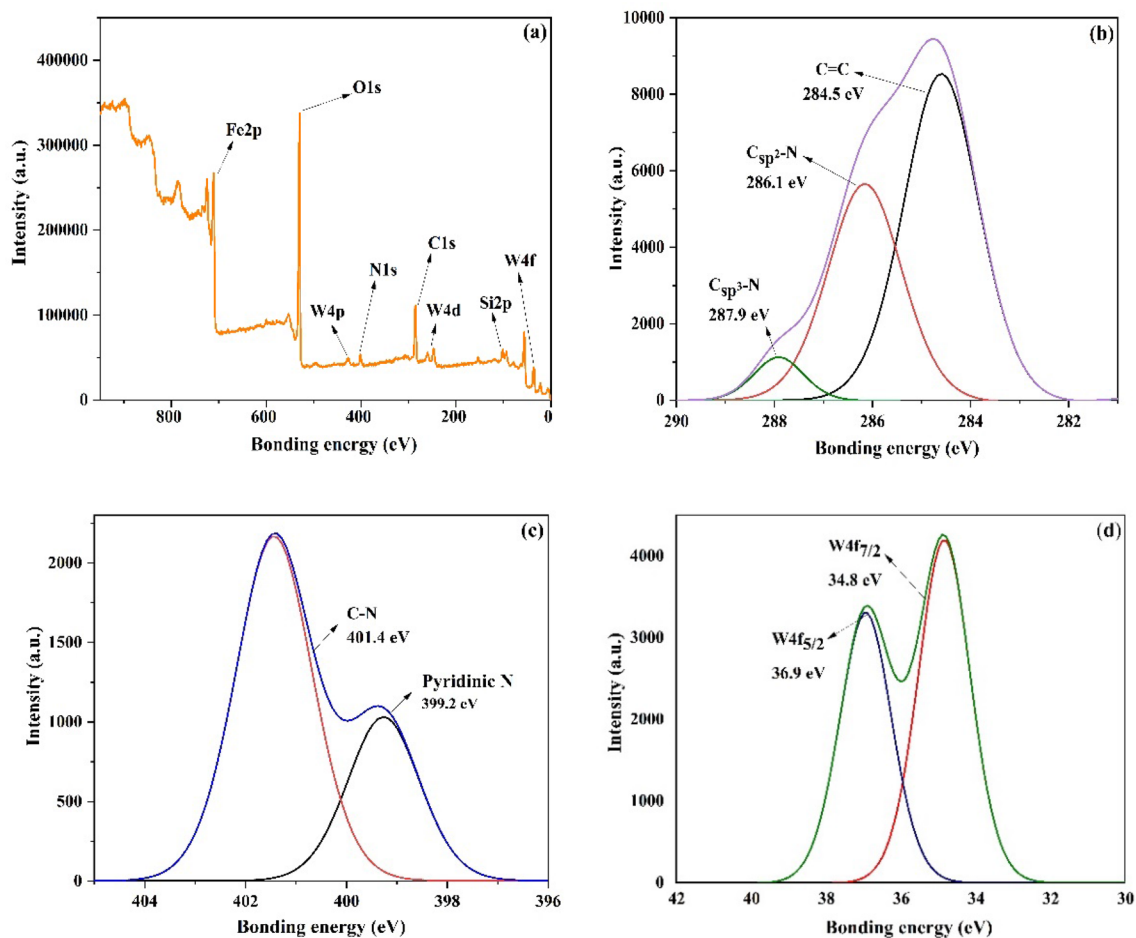 (a)
400000
300000
200000
100000
0
Intensity (a.u.)
800
600
400
200
0
Bonding energy (eV)
Fe2p
O1s
W4p
N1s
C1s
W4d
Si2p
W4f
(b)
10000
8000
6000
4000
2000
0
Intensity (a.u.)
290
288
286
284
282
Bonding energy (eV)
C=C
284.5 eV
Csp2-N
286.1 eV
Csp3-N
287.9 eV
(c)
2000
1500
1000
500
0
Intensity (a.u.)
404
402
400
398
396
Bonding energy (eV)
C-N
401.4 eV
Pyridinic N
399.2 eV
(d)
4000
3000
2000
1000
0
Intensity (a.u.)
42
40
38
36
34
32
30
Bonding energy (eV)
W4f7/2
34.8 eV
W4f5/2
36.9 eV